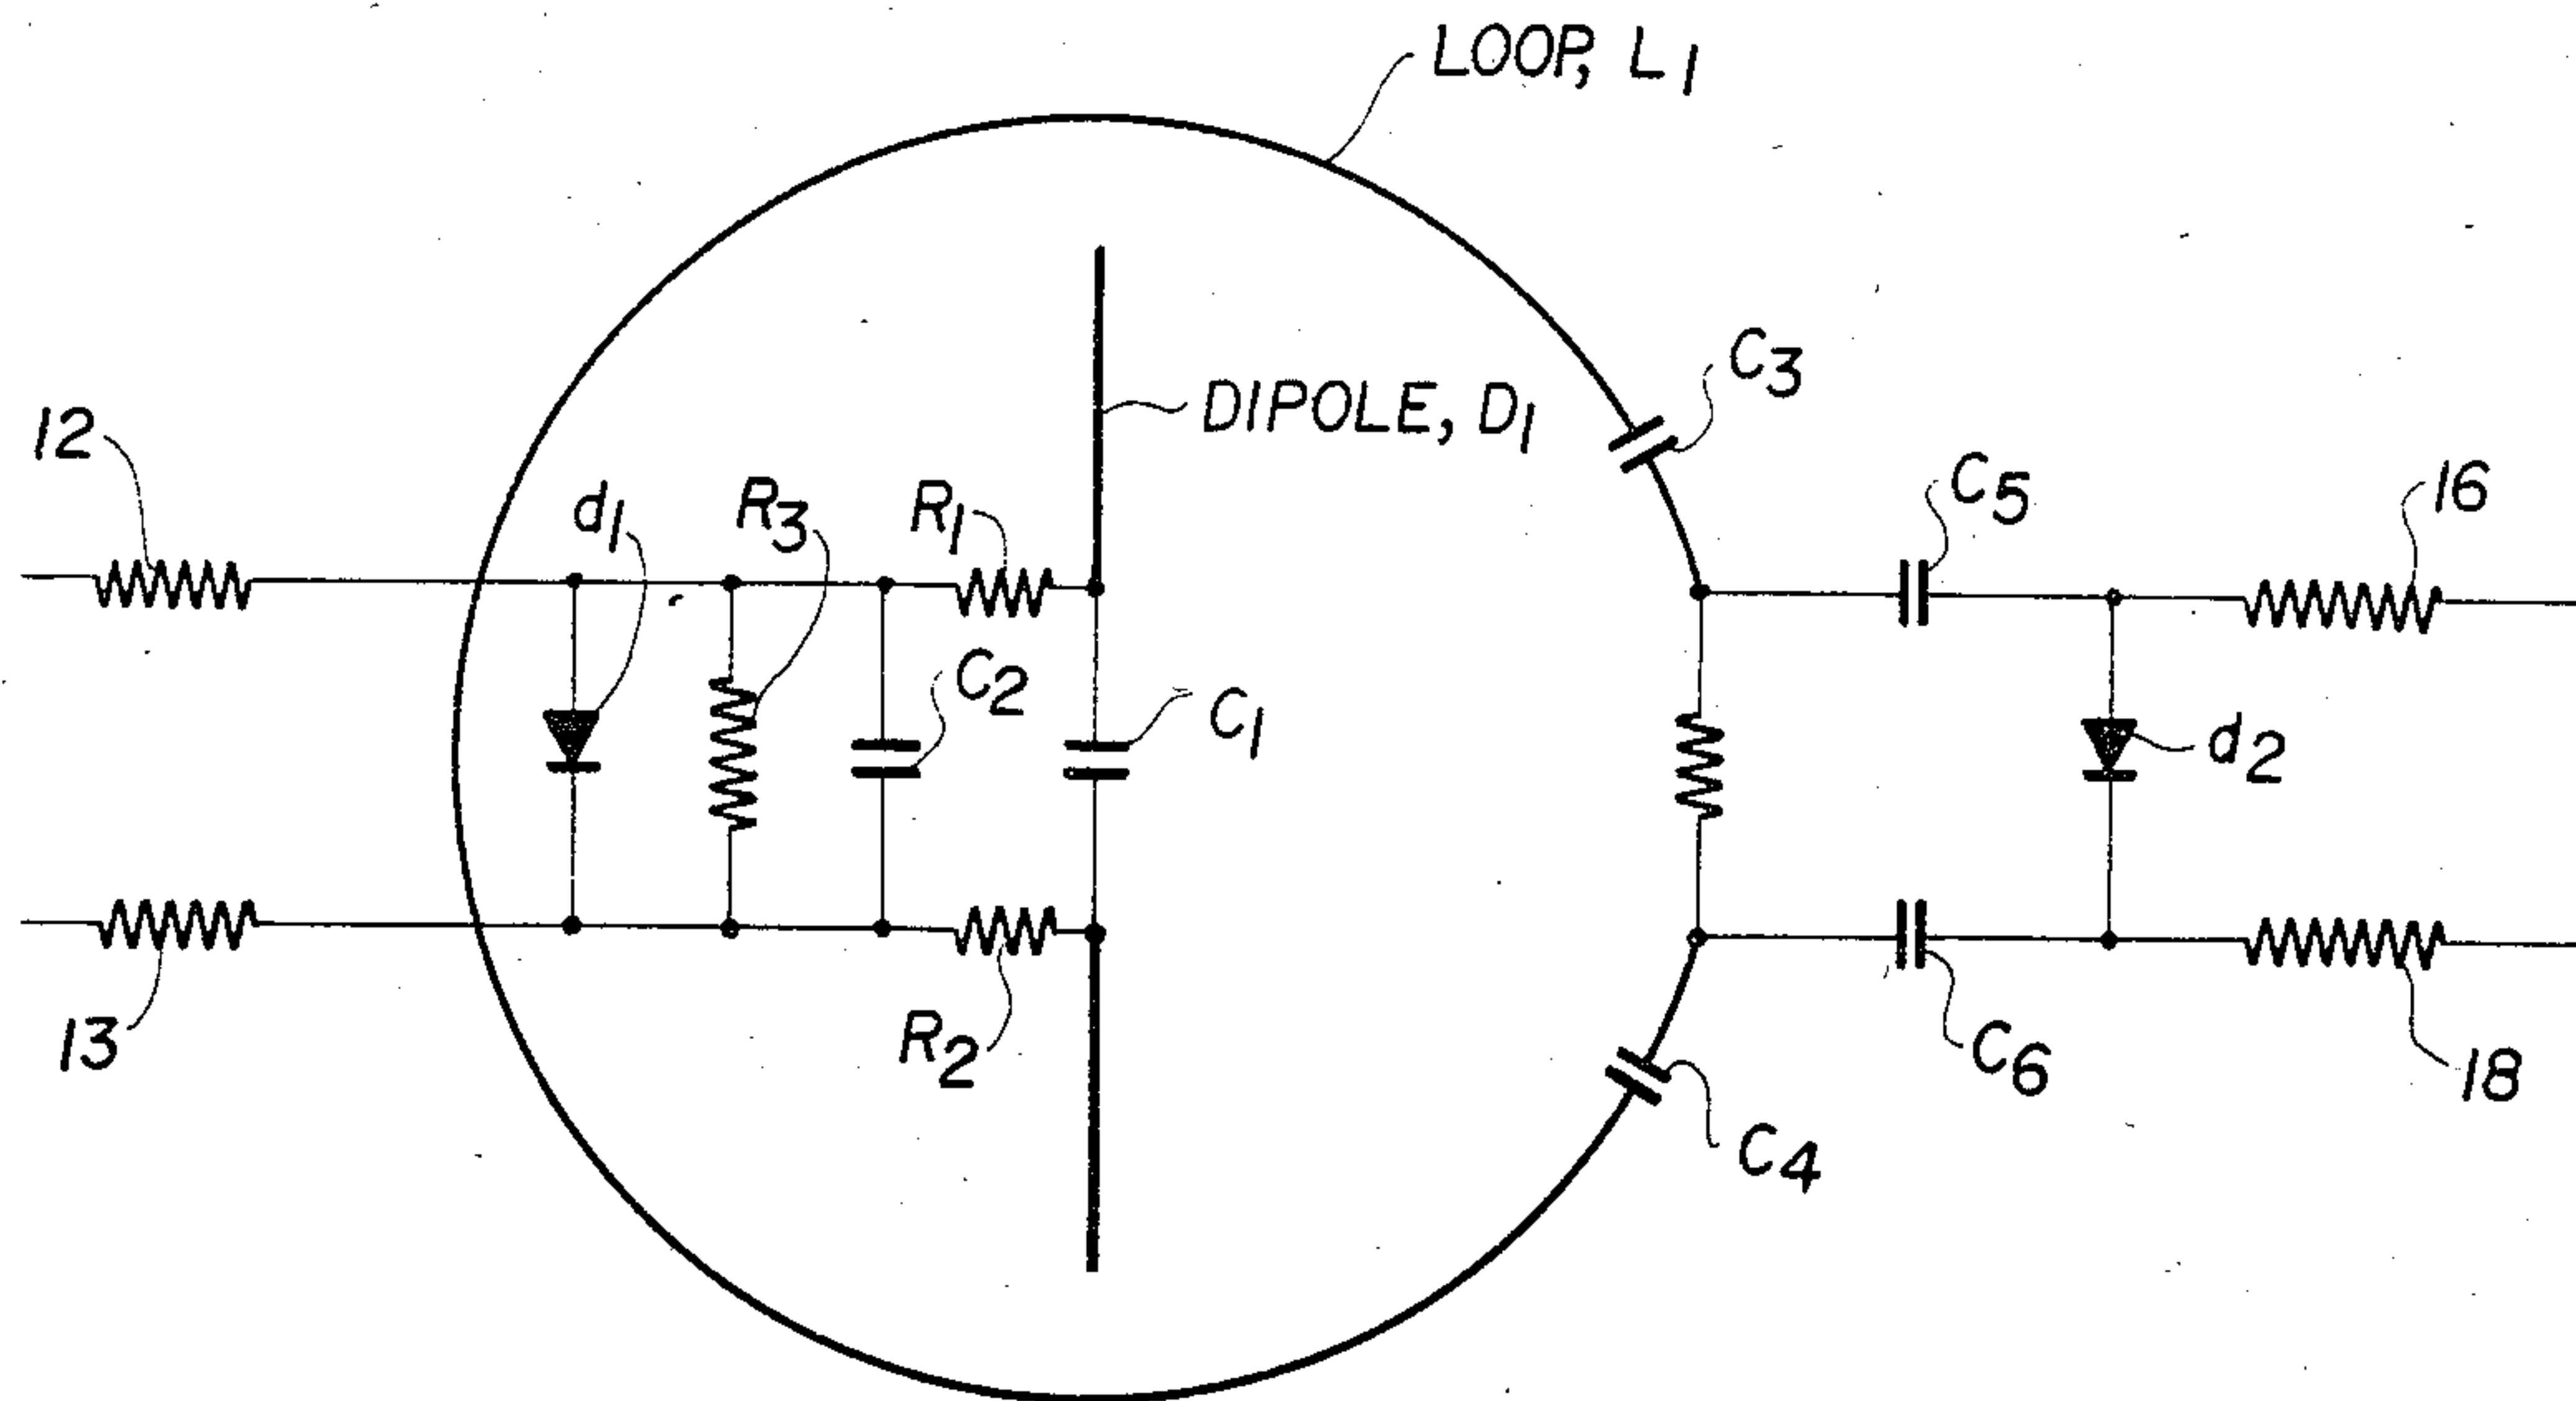 LOOP, L1
C3
DIPOLE, D1
12
C5
16
d1
R3
R1
C2
C1
d2
13
R2
C6
18
C4